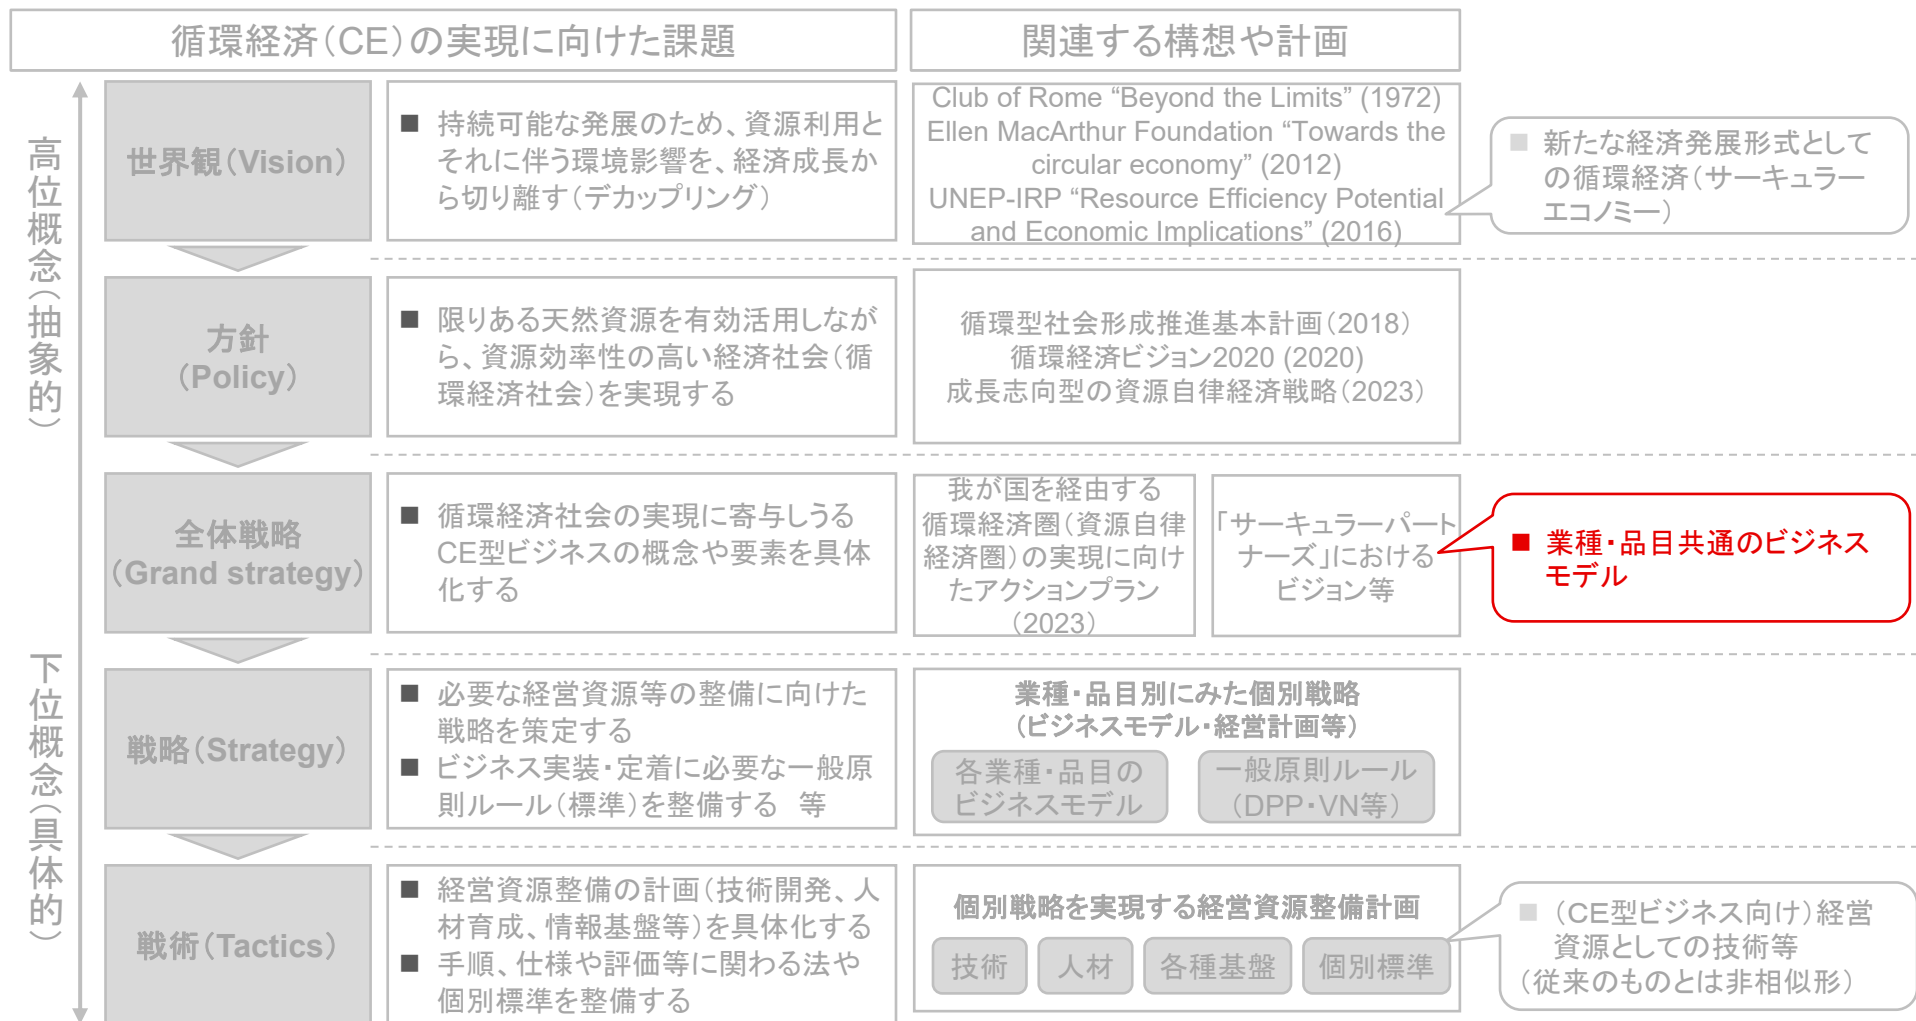 循環経済（CE）の実現に向けた課題
関連する構想や計画
高位概念（抽象的）
下位概念（具体的）
世界観（Vision）
■ 持続可能な発展のため、資源利用と
それに伴う環境影響を、経済成長か
ら切り離す（デカップリング）
Club of Rome “Beyond the Limits” (1972)
Ellen MacArthur Foundation “Towards the
circular economy” (2012)
UNEP-IRP “Resource Efficiency Potential
and Economic Implications” (2016)
■ 新たな経済発展形式として
の循環経済（サーキュラー
エコノミー）
方針
（Policy）
■ 限りある天然資源を有効活用しなが
ら、資源効率性の高い経済社会（循
環経済社会）を実現する
循環型社会形成推進基本計画（2018）
循環経済ビジョン2020 (2020)
成長志向型の資源自律経済戦略（2023）
全体戦略
（Grand strategy）
■ 循環経済社会の実現に寄与しうる
CE型ビジネスの概念や要素を具体
化する
我が国を経由する
循環経済圏（資源自律
経済圏）の実現に向け
たアクションプラン
（2023）
「サーキュラーパート
ナーズ」における
ビジョン等
■ 業種・品目共通のビジネス
モデル
戦略（Strategy）
■ 必要な経営資源等の整備に向けた
戦略を策定する
■ ビジネス実装・定着に必要な一般原
則ルール（標準）を整備する　等
業種・品目別にみた個別戦略
（ビジネスモデル・経営計画等）
各業種・品目の
ビジネスモデル
一般原則ルール
（DPP・VN等）
戦術（Tactics）
■ 経営資源整備の計画（技術開発、人
材育成、情報基盤等）を具体化する
■ 手順、仕様や評価等に関わる法や
個別標準を整備する
個別戦略を実現する経営資源整備計画
技術
人材
各種基盤
個別標準
■ （CE型ビジネス向け）経営
資源としての技術等
（従来のものとは非相似形）